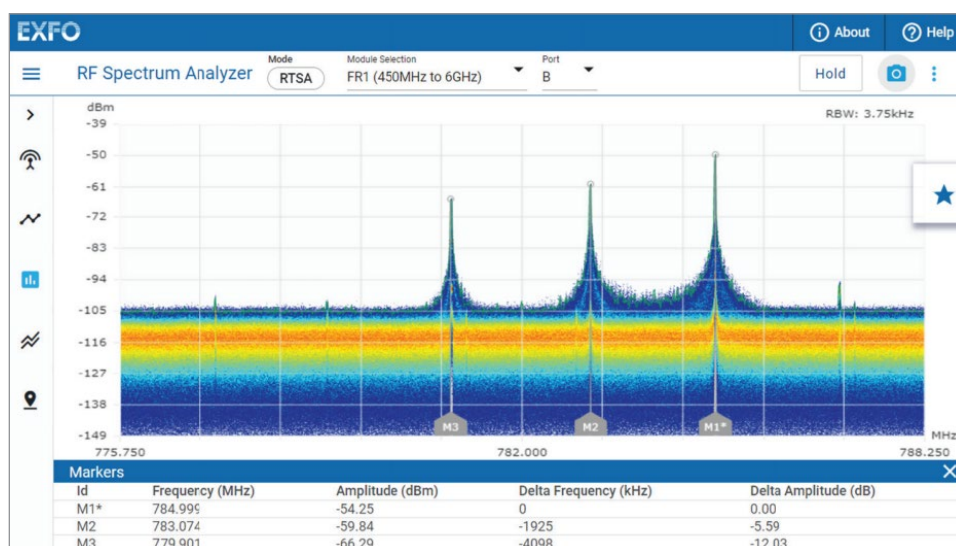 EXFO
About
Help
RF Spectrum Analyzer
Mode
RTSA
Module Selection
FR1 (450MHz to 6GHz)
Port
B
Hold
dBm
RBW: 3.75kHz
-39
-50
-61
-72
-83
-94
-105
-116
-127
-138
-149
M3
M2
M1*
MHz
775.750
782.000
788.250
Markers
Id Frequency (MHz) Amplitude (dBm) Delta Frequency (kHz) Delta Amplitude (dB)
M1* 784.999 -54.25 0 0.00
M2 783.074 -59.84 -1925 -5.59
M3 779.901 -66.29 -4098 -12.03